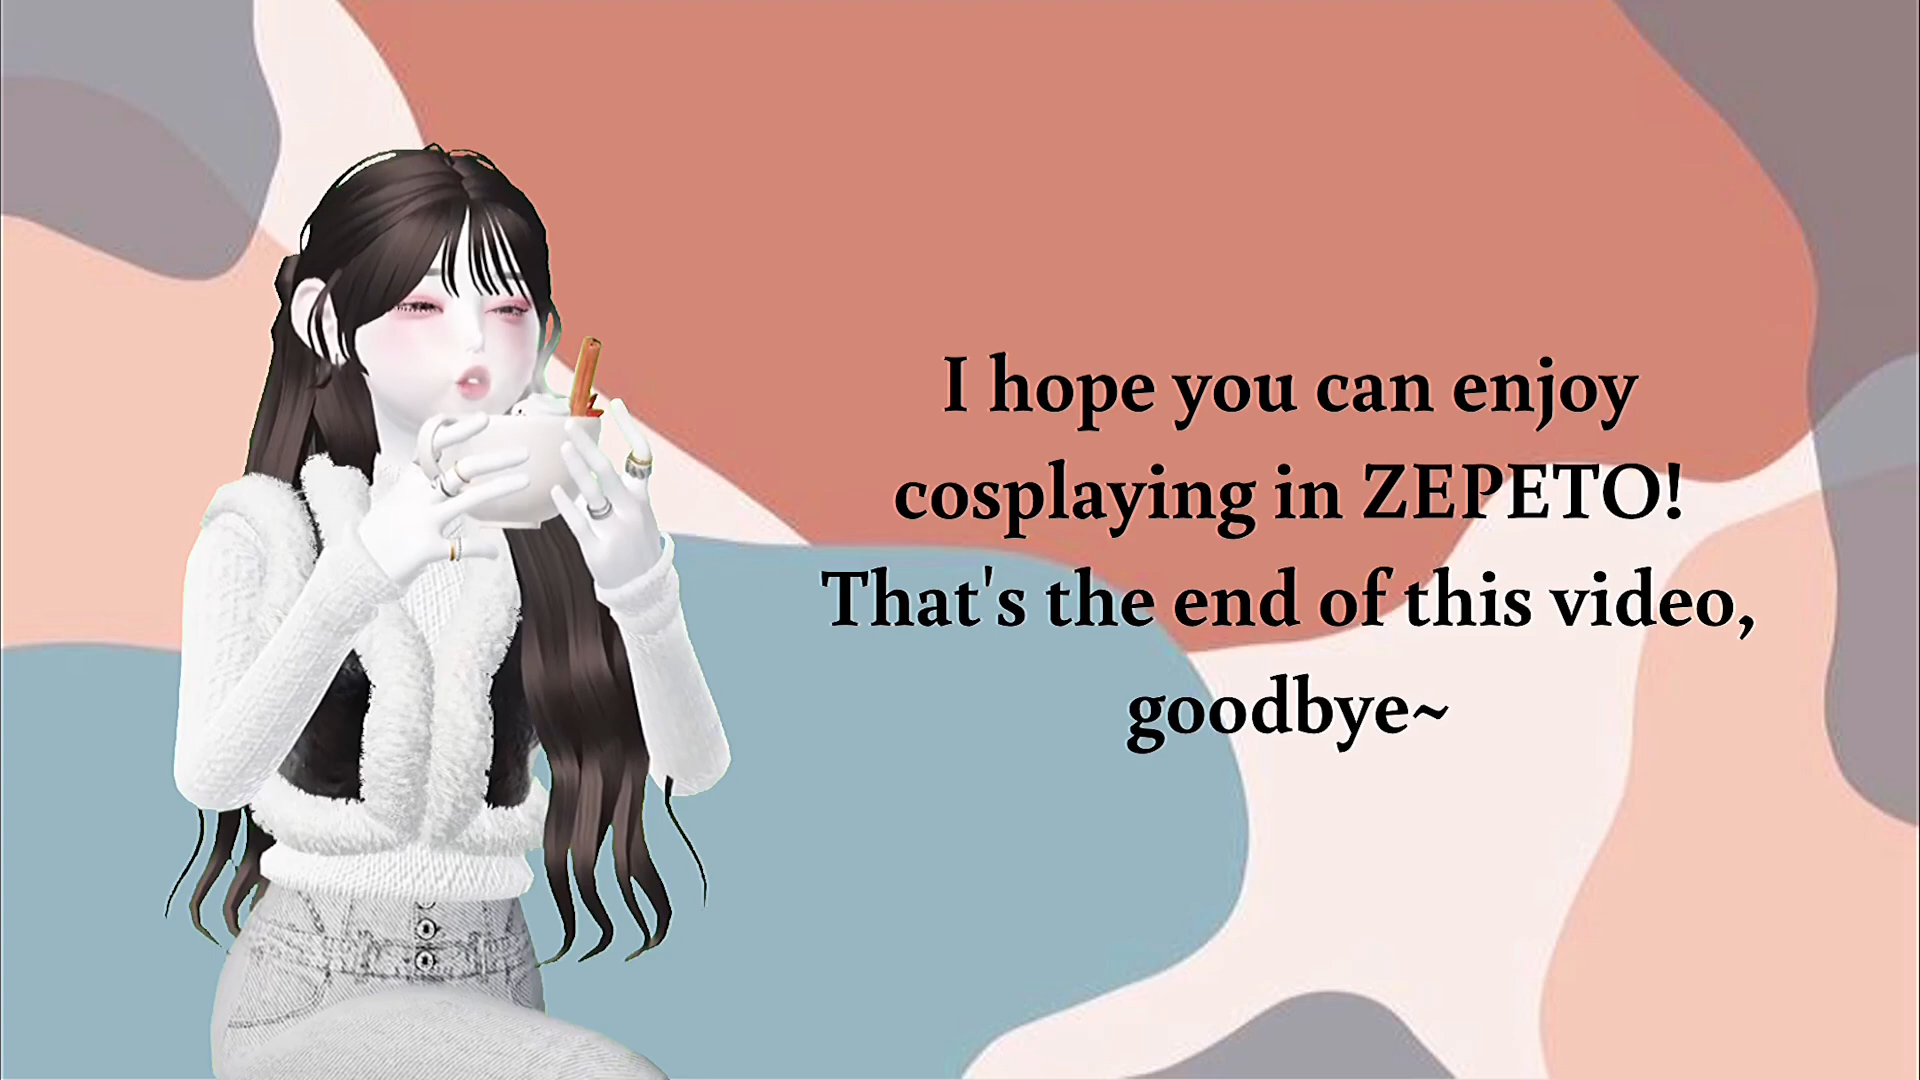 I hope you can enjoy
cosplaying in ZEPETO!
That's the end of this video,
goodbye~